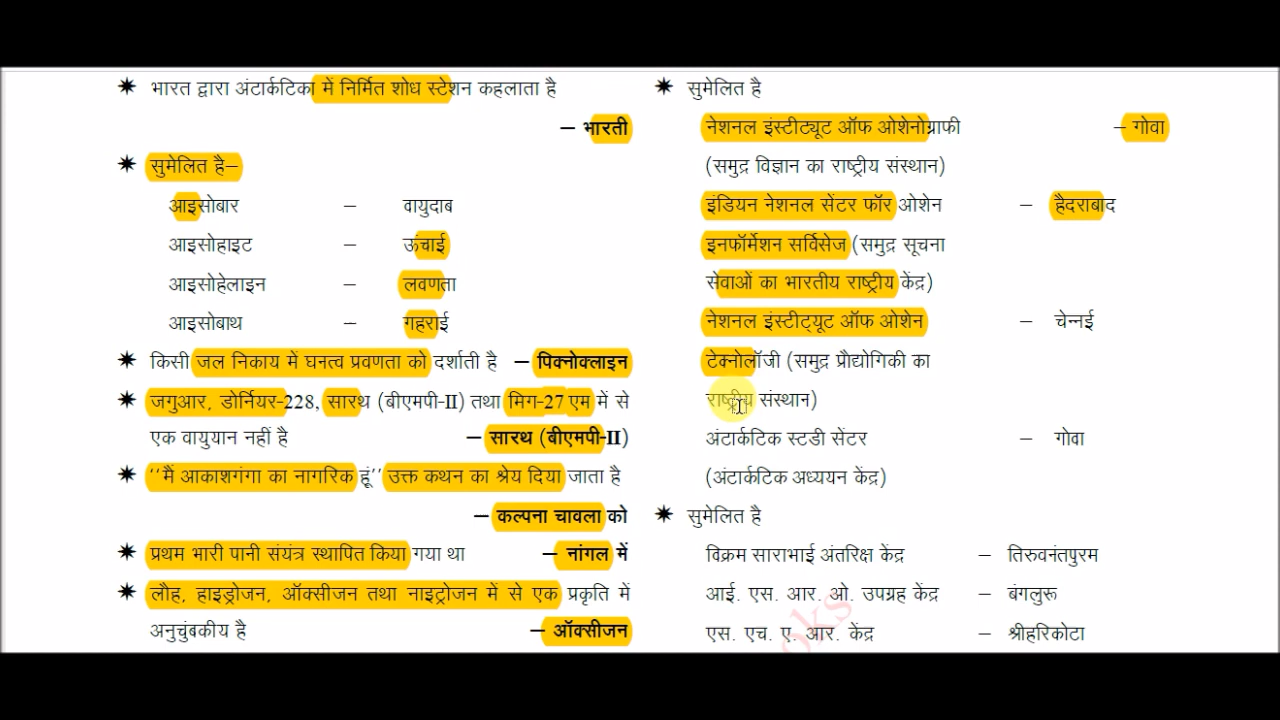 ✷ भारत द्वारा अंटार्कटिका में निर्मित शोध स्टेशन कहलाता है
– भारती
✷ सुमेलित है–
आइसोबार – वायुदाब
आइसोहाइट – ऊंचाई
आइसोहेलाइन – लवणता
आइसोबाथ – गहराई
✷ किसी जल निकाय में घनत्व प्रवणता को दर्शाती है – पिक्नोक्लाइन
✷ जगुआर, डोर्नियर-228, सारथ (बीएमपी-II) तथा मिग-27 एम में से
एक वायुयान नहीं है – सारथ (बीएमपी-II)
✷ ''मैं आकाशगंगा का नागरिक हूं'' उक्त कथन का श्रेय दिया जाता है
– कल्पना चावला को
✷ प्रथम भारी पानी संयंत्र स्थापित किया गया था – नांगल में
✷ लौह, हाइड्रोजन, ऑक्सीजन तथा नाइट्रोजन में से एक प्रकृति में
अनुचुंबकीय है – ऑक्सीजन
✷ सुमेलित है
नेशनल इंस्टीट्यूट ऑफ ओशेनोग्राफी – गोवा
(समुद्र विज्ञान का राष्ट्रीय संस्थान)
इंडियन नेशनल सेंटर फॉर ओशेन – हैदराबाद
इनफॉर्मेशन सर्विसेज (समुद्र सूचना
सेवाओं का भारतीय राष्ट्रीय केंद्र)
नेशनल इंस्टीट्यूट ऑफ ओशेन – चेन्नई
टेक्नोलॉजी (समुद्र प्रौद्योगिकी का
राष्ट्रीय संस्थान)
अंटार्कटिक स्टडी सेंटर – गोवा
(अंटार्कटिक अध्ययन केंद्र)
✷ सुमेलित है
विक्रम साराभाई अंतरिक्ष केंद्र – तिरुवनंतपुरम
आई. एस. आर. ओ. उपग्रह केंद्र – बंगलुरू
एस. एच. ए. आर. केंद्र – श्रीहरिकोटा